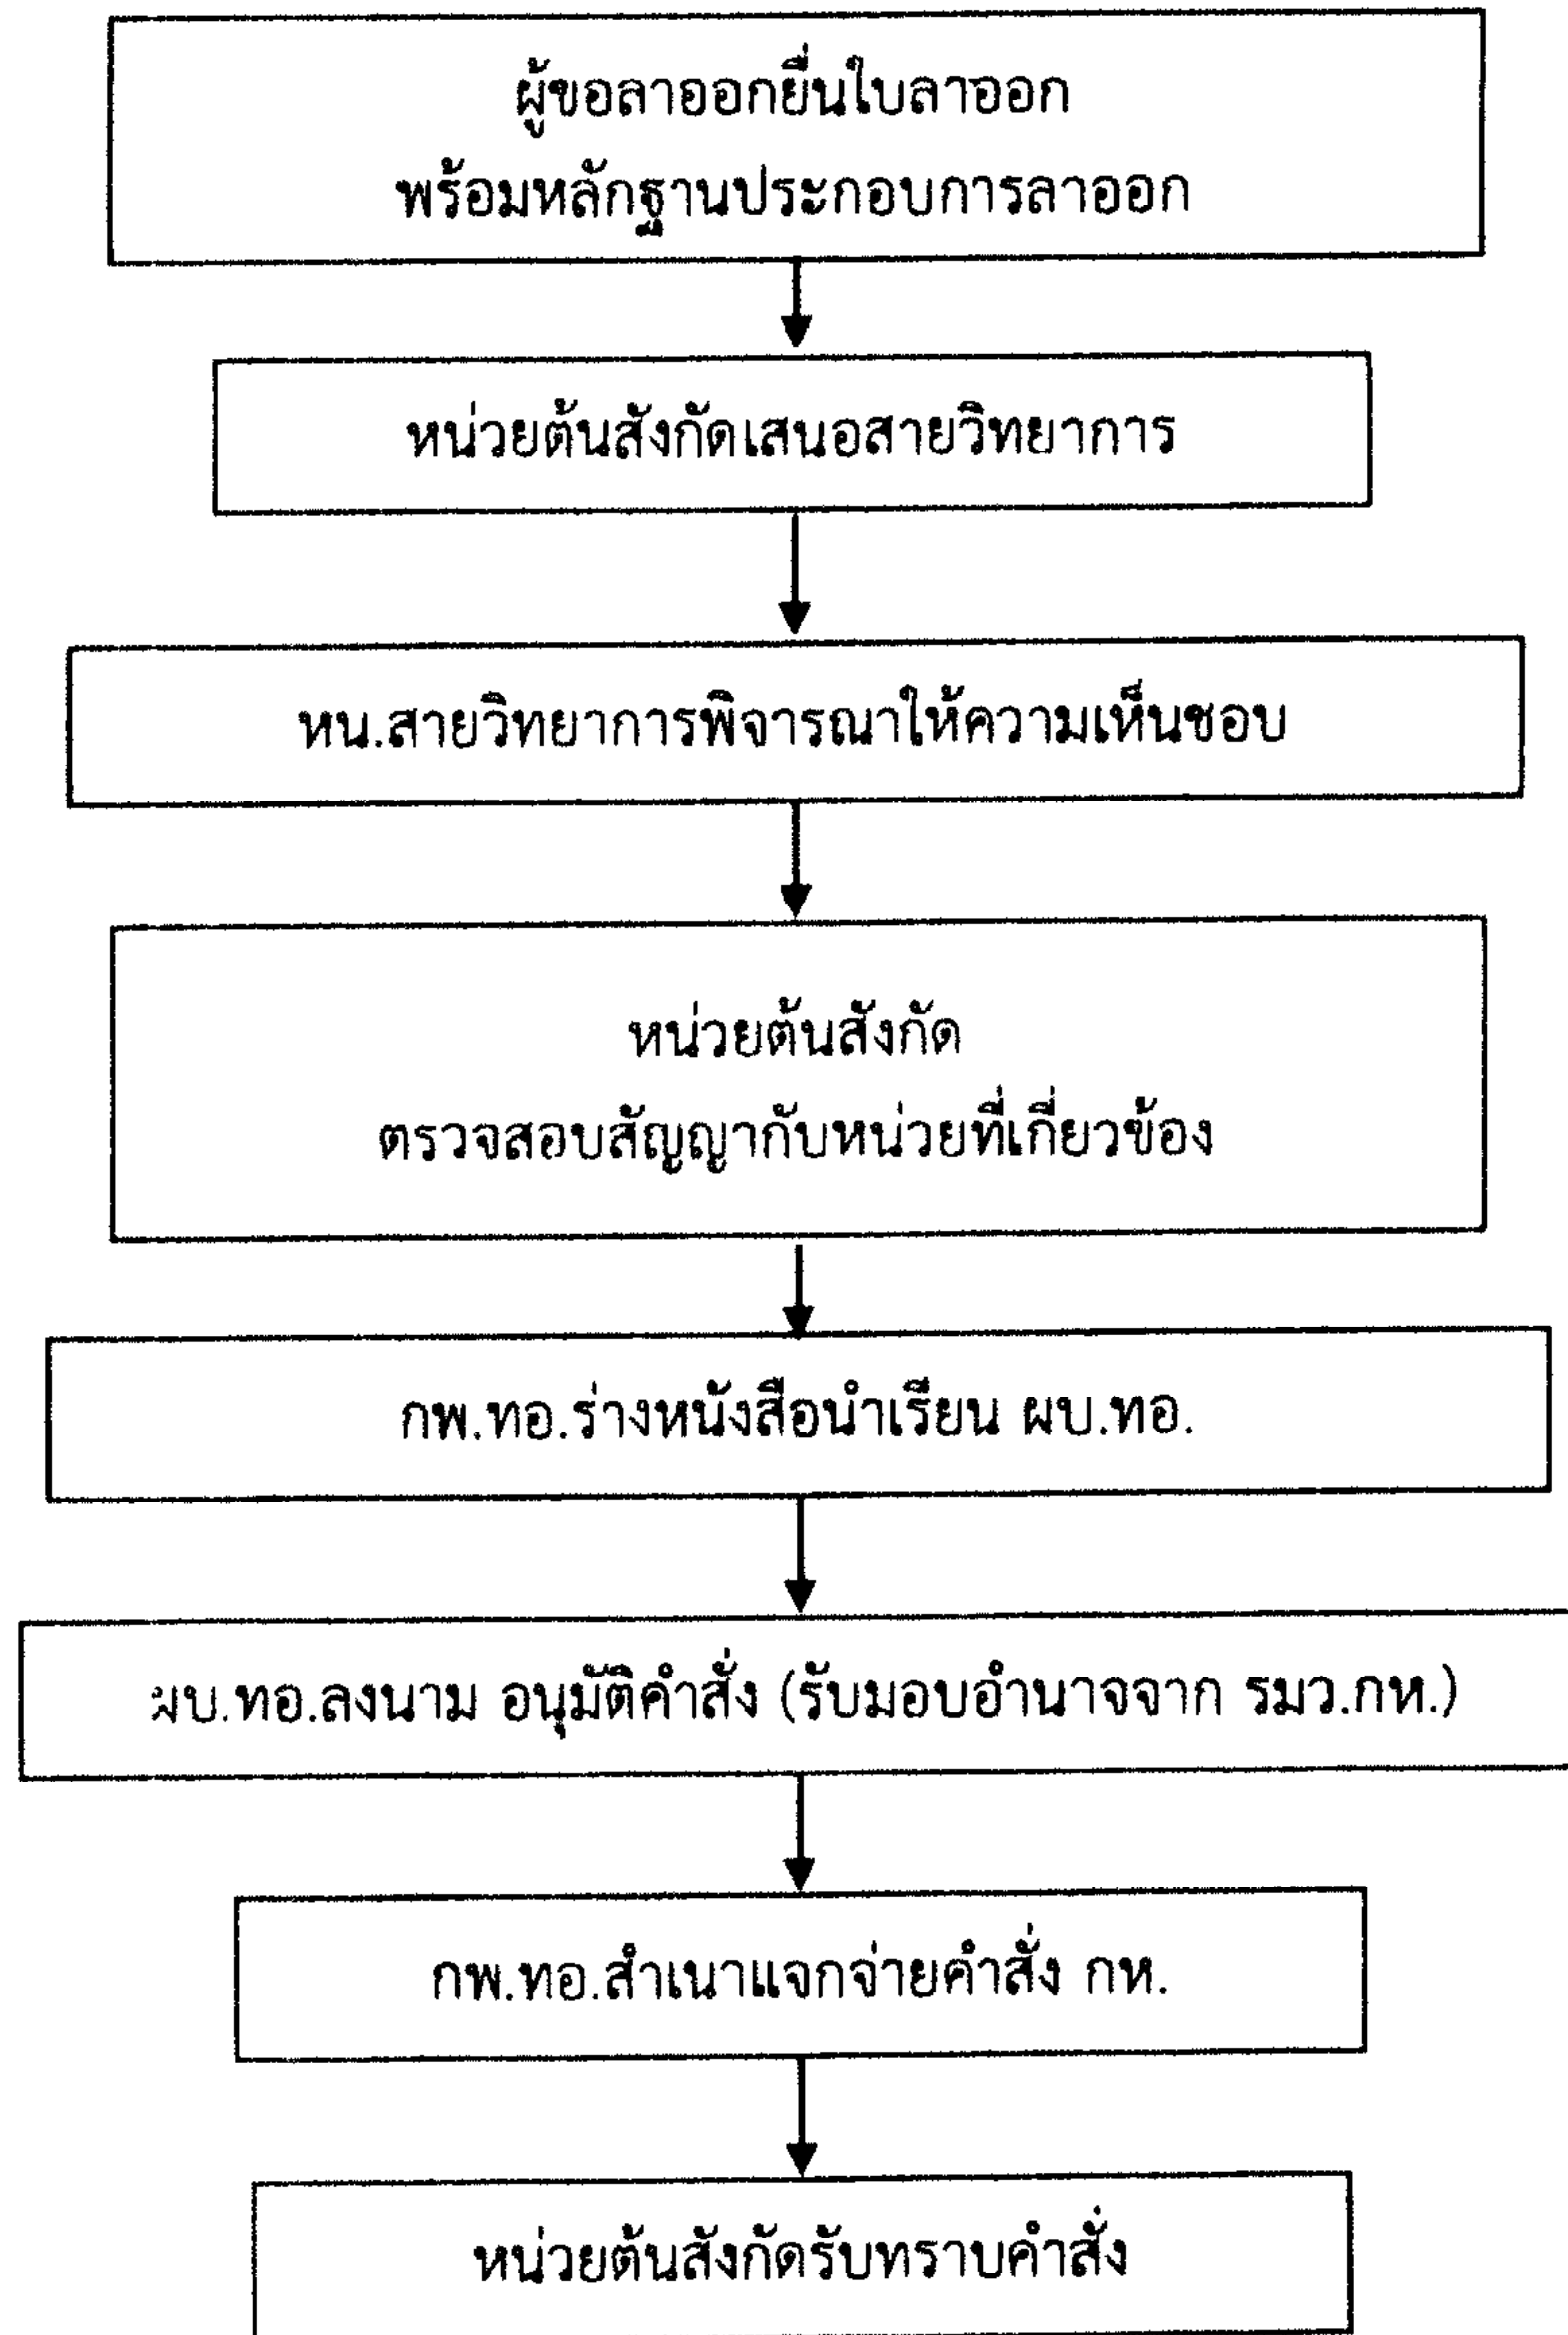 ผู้ขอลาออกยื่นใบลาออก
พร้อมหลักฐานประกอบการลาออก
หน่วยต้นสังกัดเสนอสายวิทยาการ
หน.สายวิทยาการพิจารณาให้ความเห็นชอบ
หน่วยต้นสังกัด
ตรวจสอบสัญญากับหน่วยที่เกี่ยวข้อง
กพ.ทอ.ร่างหนังสือนำเรียน ผบ.ทอ.
ผบ.ทอ.ลงนาม อนุมัติคำสั่ง (รับมอบอำนาจจาก รมว.กห.)
กพ.ทอ.สำเนาแจกจ่ายคำสั่ง กห.
หน่วยต้นสังกัดรับทราบคำสั่ง